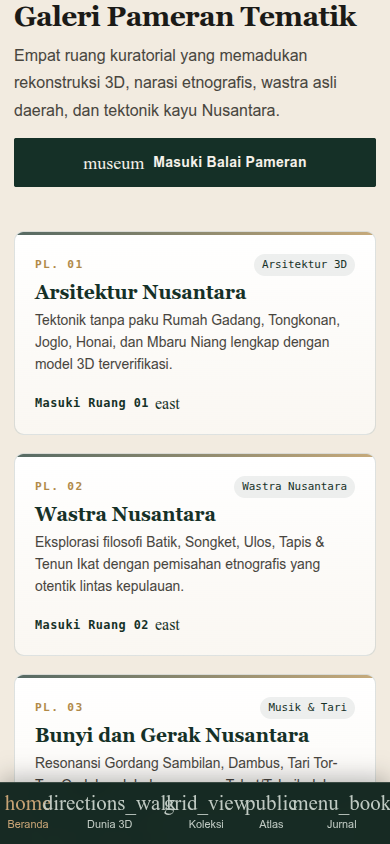 Galeri Pameran Tematik
Empat ruang kuratorial yang memadukan
rekonstruksi 3D, narasi etnografis, wastra asli
daerah, dan tektonik kayu Nusantara.
museum Masuki Balai Pameran
PL. 01 Arsitektur 3D
Arsitektur Nusantara
Tektonik tanpa paku Rumah Gadang, Tongkonan,
Joglo, Honai, dan Mbaru Niang lengkap dengan
model 3D terverifikasi.
Masuki Ruang 01 east
PL. 02 Wastra Nusantara
Wastra Nusantara
Eksplorasi filosofi Batik, Songket, Ulos, Tapis &
Tenun Ikat dengan pemisahan etnografis yang
otentik lintas kepulauan.
Masuki Ruang 02 east
PL. 03 Musik & Tari
Bunyi dan Gerak Nusantara
Resonansi Gordang Sambilan, Dambus, Tari Tor-
home directions_walk grid_view public menu_book
Beranda Dunia 3D Koleksi Atlas Jurnal